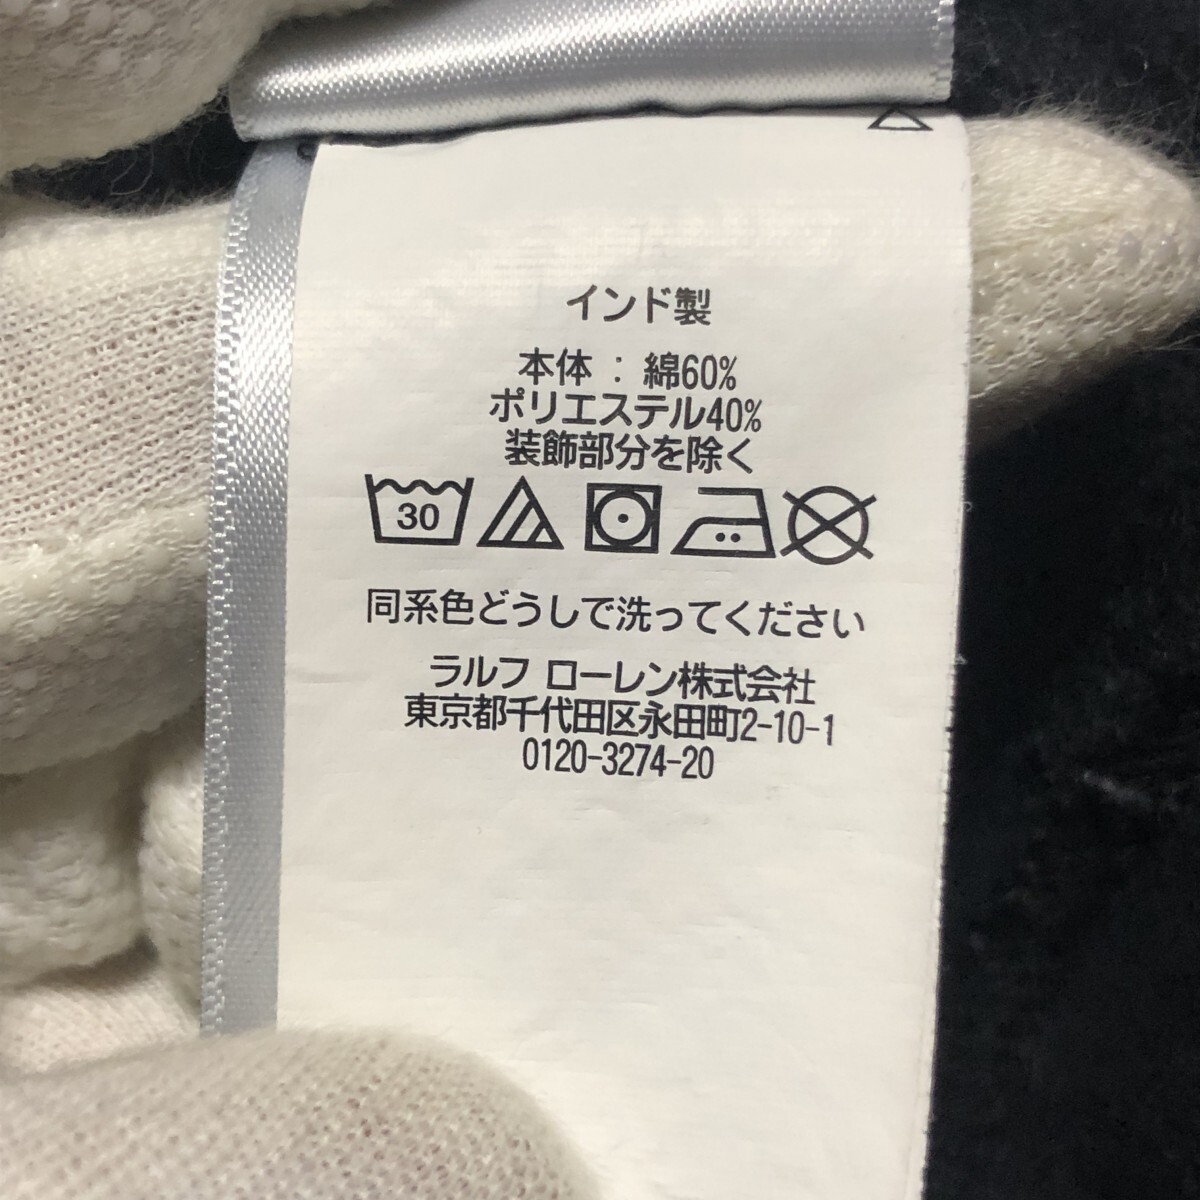 インド製
本体 : 綿60%
ポリエステル40%
装飾部分を除く
30
同系色どうしで洗ってください
ラルフ ローレン株式会社
東京都千代田区永田町2-10-1
0120-3274-20